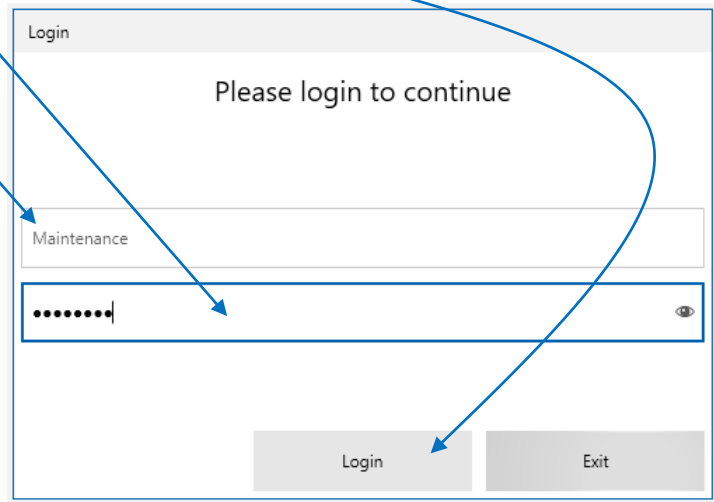 Login
Please login to continue
Maintenance
••••••••
Login
Exit